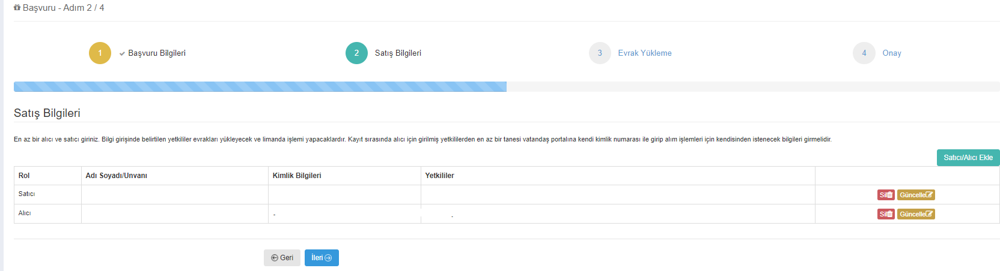 Başvuru - Adım 2 / 4
1 Başvuru Bilgileri 2 Satış Bilgileri 3 Evrak Yükleme 4 Onay
Satış Bilgileri
En az bir alıcı ve satıcı giriniz. Bilgi girişinde belirtilen yetkililer evrakları yükleyecek ve limanda işlemi yapacaklardır. Kayıt sırasında alıcı için girilmiş yetkililerden en az bir tanesi vatandaş portalına kendi kimlik numarası ile girip alım işlemleri için kendisinden istenecek bilgileri girmelidir.
Satıcı/Alıcı Ekle
Rol Adı Soyadı/Unvanı Kimlik Bilgileri Yetkililer
Satıcı Sil Güncelle
Alıcı - - Sil Güncelle
Geri İleri